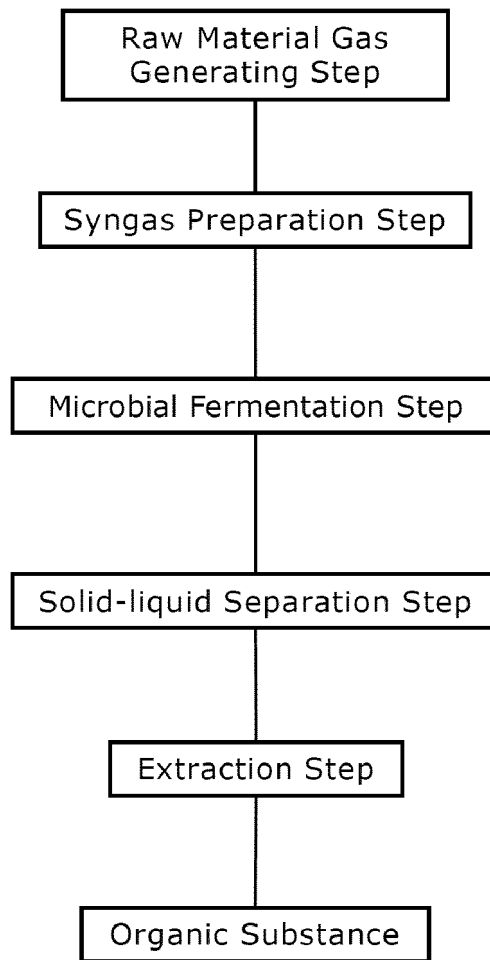 Raw Material Gas
Generating Step
Syngas Preparation Step
Microbial Fermentation Step
Solid-liquid Separation Step
Extraction Step
Organic Substance